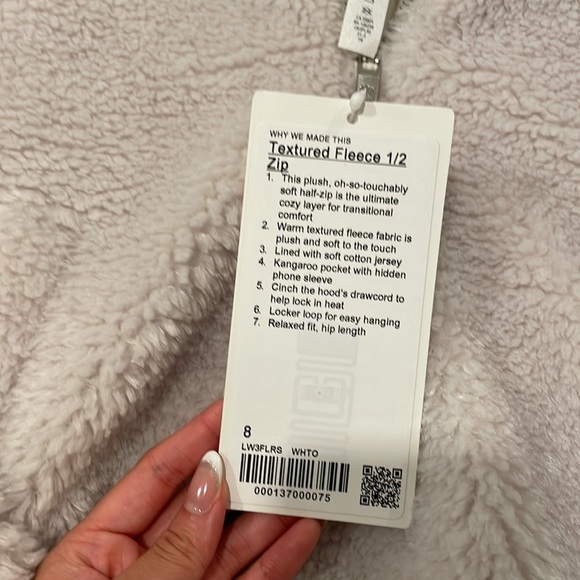 WHY WE MADE THIS
Textured Fleece 1/2
Zip
1. This plush, oh-so-touchably
soft half-zip is the ultimate
cozy layer for transitional
comfort
2. Warm textured fleece fabric is
plush and soft to the touch
3. Lined with soft cotton jersey
4. Kangaroo pocket with hidden
phone sleeve
5. Cinch the hood's drawcord to
help lock in heat
6. Locker loop for easy hanging
7. Relaxed fit, hip length
8
LW3FLRS WHTO
000137000075